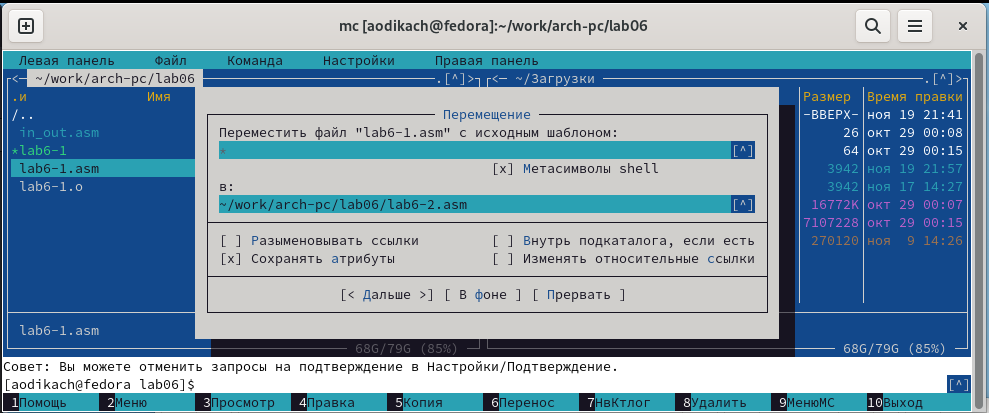 mc [aodikach@fedora]:~/work/arch-pc/lab06
Левая панель Файл Команда Настройки Правая панель
<— ~/work/arch-pc/lab06 .[^]> <— ~/Загрузки .[^]>
.и Имя Размер Время правки
/.. -ВВЕРХ- ноя 19 21:41
in_out.asm 26 окт 29 00:08
*lab6-1 64 окт 29 00:15
lab6-1.asm 3942 ноя 19 21:57
lab6-1.o 3942 ноя 17 14:27
16772K окт 29 00:07
7107228 окт 29 00:15
270120 ноя 9 14:26
Перемещение
Переместить файл "lab6-1.asm" с исходным шаблоном:
* [^]
[x] Метасимволы shell
в:
~/work/arch-pc/lab06/lab6-2.asm [^]
[ ] Разыменовывать ссылки [ ] Внутрь подкаталога, если есть
[x] Сохранять атрибуты [ ] Изменять относительные ссылки
[< Дальше >] [ В фоне ] [ Прервать ]
lab6-1.asm
68G/79G (85%) 68G/79G (85%)
Совет: Вы можете отменить запросы на подтверждение в Настройки/Подтверждение.
[aodikach@fedora lab06]$ [^]
1Помощь 2Меню 3Просмотр 4Правка 5Копия 6Перенос 7НвКтлог 8Удалить 9МенюМС 10Выход